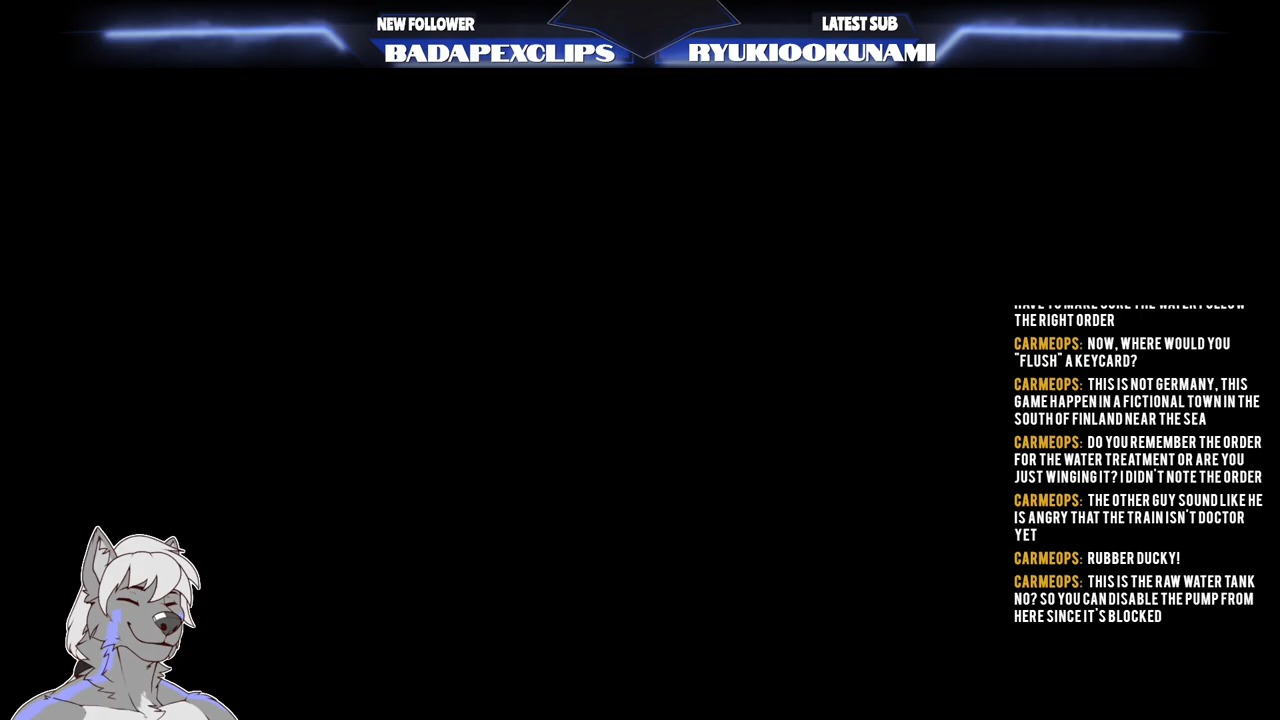 NEW FOLLOWER
LATEST SUB
BADAPEXCLIPS
RYUKIOOKUNAMI
THE RIGHT ORDER
CARMEOPS: NOW, WHERE WOULD YOU
"FLUSH" A KEYCARD?
CARMEOPS: THIS IS NOT GERMANY, THIS
GAME HAPPEN IN A FICTIONAL TOWN IN THE
SOUTH OF FINLAND NEAR THE SEA
CARMEOPS: DO YOU REMEMBER THE ORDER
FOR THE WATER TREATMENT OR ARE YOU
JUST WINGING IT? I DIDN'T NOTE THE ORDER
CARMEOPS: THE OTHER GUY SOUND LIKE HE
IS ANGRY THAT THE TRAIN ISN'T DOCTOR
YET
CARMEOPS: RUBBER DUCKY!
CARMEOPS: THIS IS THE RAW WATER TANK
NO? SO YOU CAN DISABLE THE PUMP FROM
HERE SINCE IT'S BLOCKED